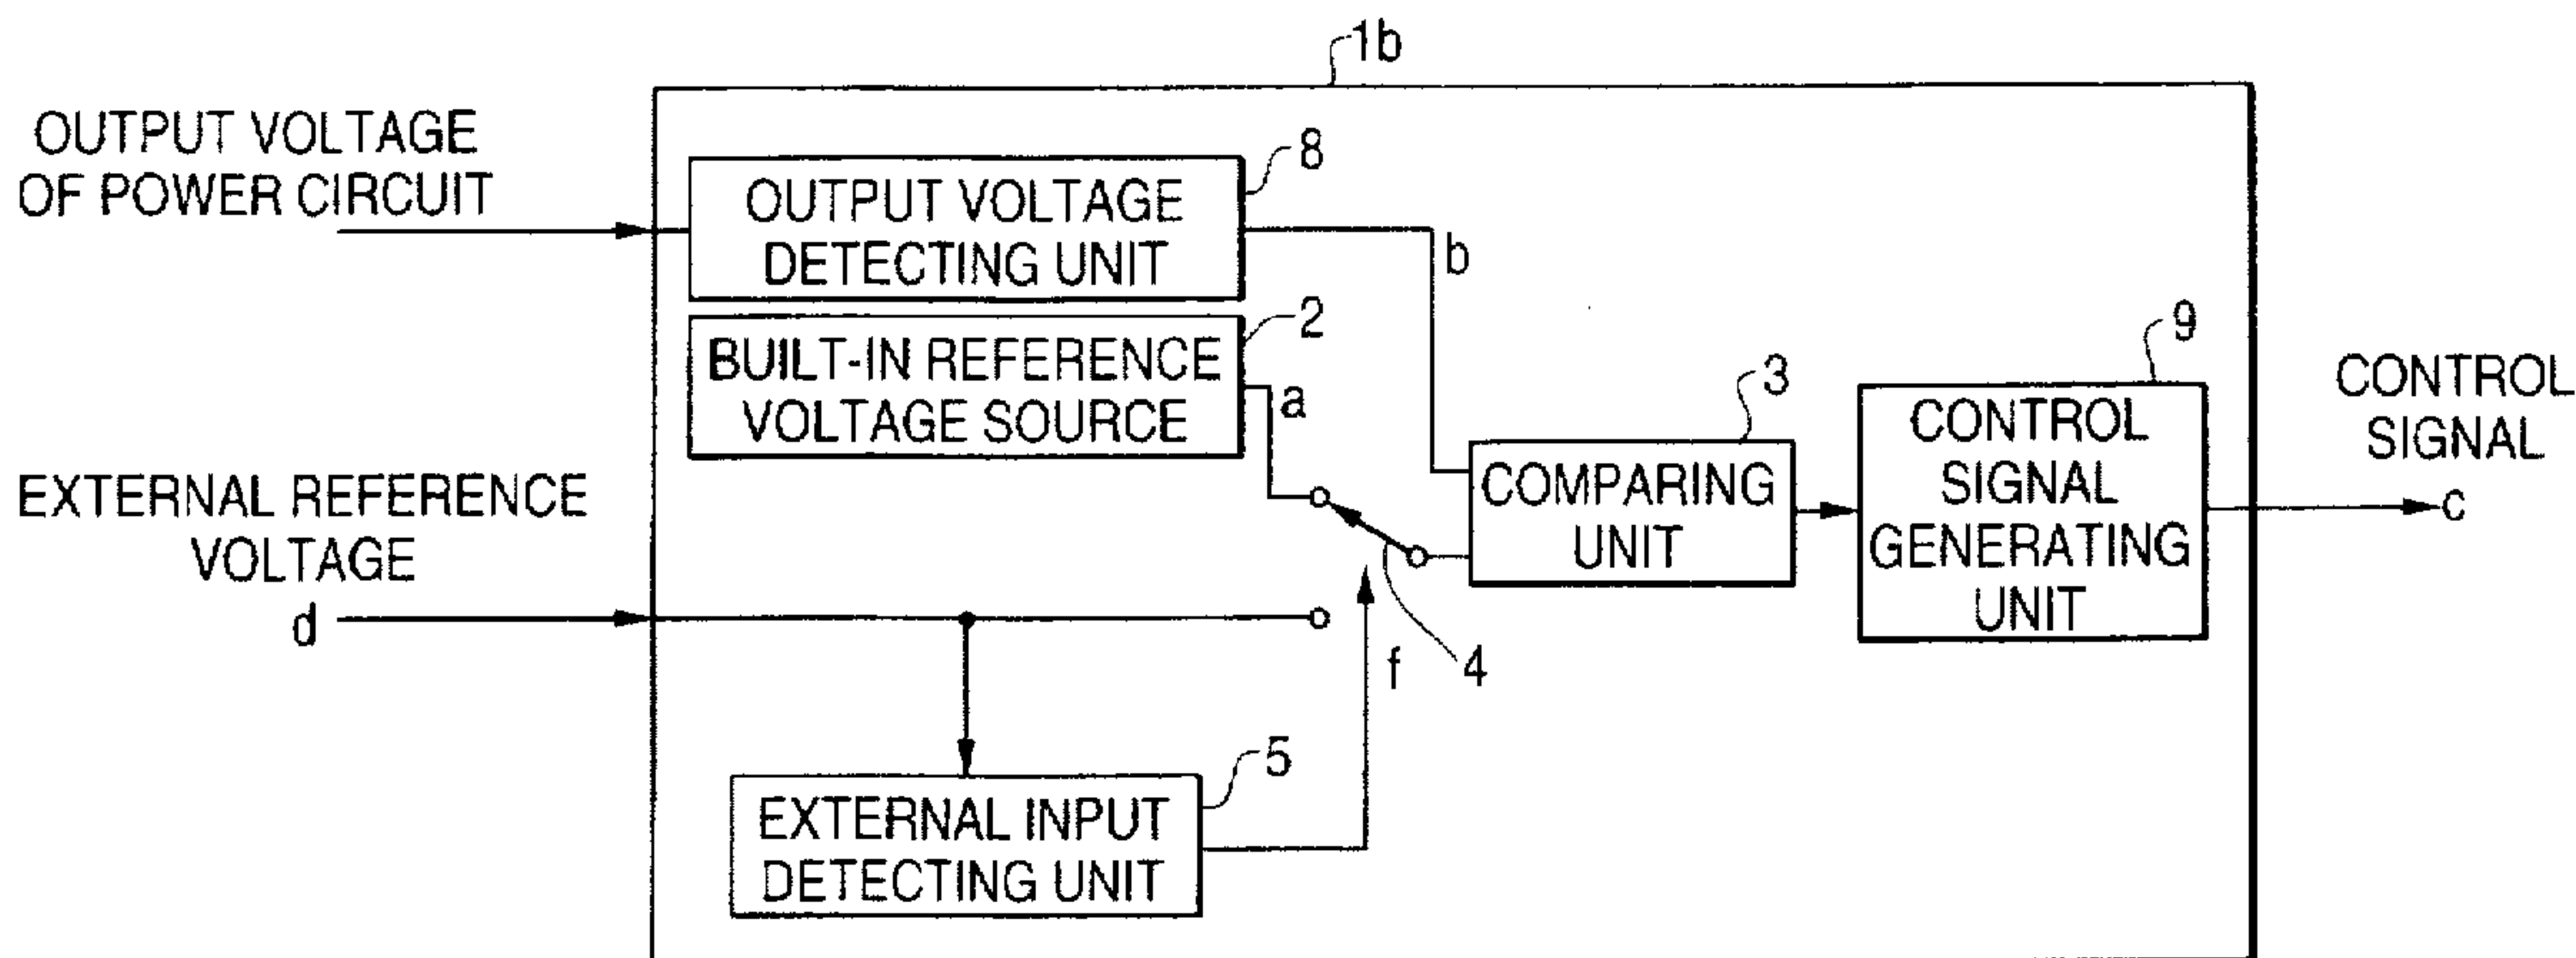 1b
OUTPUT VOLTAGE
OF POWER CIRCUIT
8
OUTPUT VOLTAGE
DETECTING UNIT
b
2
BUILT-IN REFERENCE
VOLTAGE SOURCE
a
9
3
CONTROL
SIGNAL
GENERATING
UNIT
CONTROL
SIGNAL
c
COMPARING
UNIT
EXTERNAL REFERENCE
VOLTAGE
d
f
4
5
EXTERNAL INPUT
DETECTING UNIT